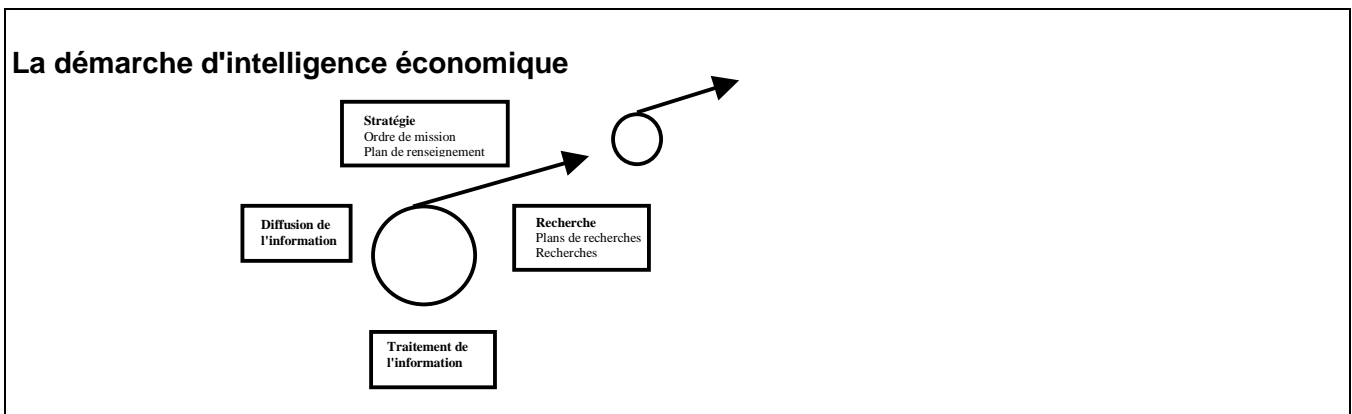 La démarche d'intelligence économique
Stratégie
Ordre de mission
Plan de renseignement
Diffusion de
l'information
Recherche
Plans de recherches
Recherches
Traitement de
l'information